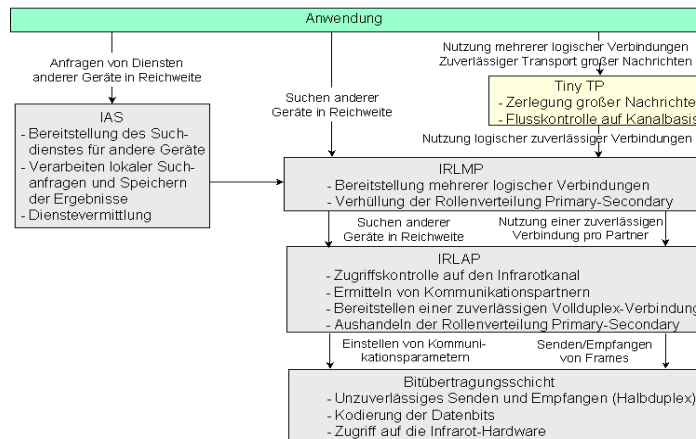 Anwendung
Anfragen von Diensten
anderer Geräte in Reichweite
Suchen anderer
Geräte in Reichweite
Nutzung mehrerer logischer Verbindungen
Zuverlässiger Transport großer Nachrichten
Tiny TP
- Zerlegung großer Nachrichte
- Flusskontrolle auf Kanalbasis
Nutzung logischer zuverlässiger Verbindungen
IAS
- Bereitstellung des Such-
dienstes für andere Geräte
- Verarbeiten lokaler Such-
anfragen und Speichern
der Ergebnisse
- Dienstevermittlung
IRLMP
- Bereitstellung mehrerer logischer Verbindungen
- Verhüllung der Rollenverteilung Primary-Secondary
Suchen anderer
Geräte in Reichweite
Nutzung einer zuverlässigen
Verbindung pro Partner
IRLAP
- Zugriffskontrolle auf den Infrarotkanal
- Ermitteln von Kommunikationspartnern
- Bereitstellen einer zuverlässigen Vollduplex-Verbindung
- Aushandeln der Rollenverteilung Primary-Secondary
Einstellen von Kommuni-
kationsparametern
Senden/Empfangen
von Frames
Bitübertragungsschicht
- Unzuverlässiges Senden und Empfangen (Halbduplex)
- Kodierung der Datenbits
- Zugriff auf die Infrarot-Hardware